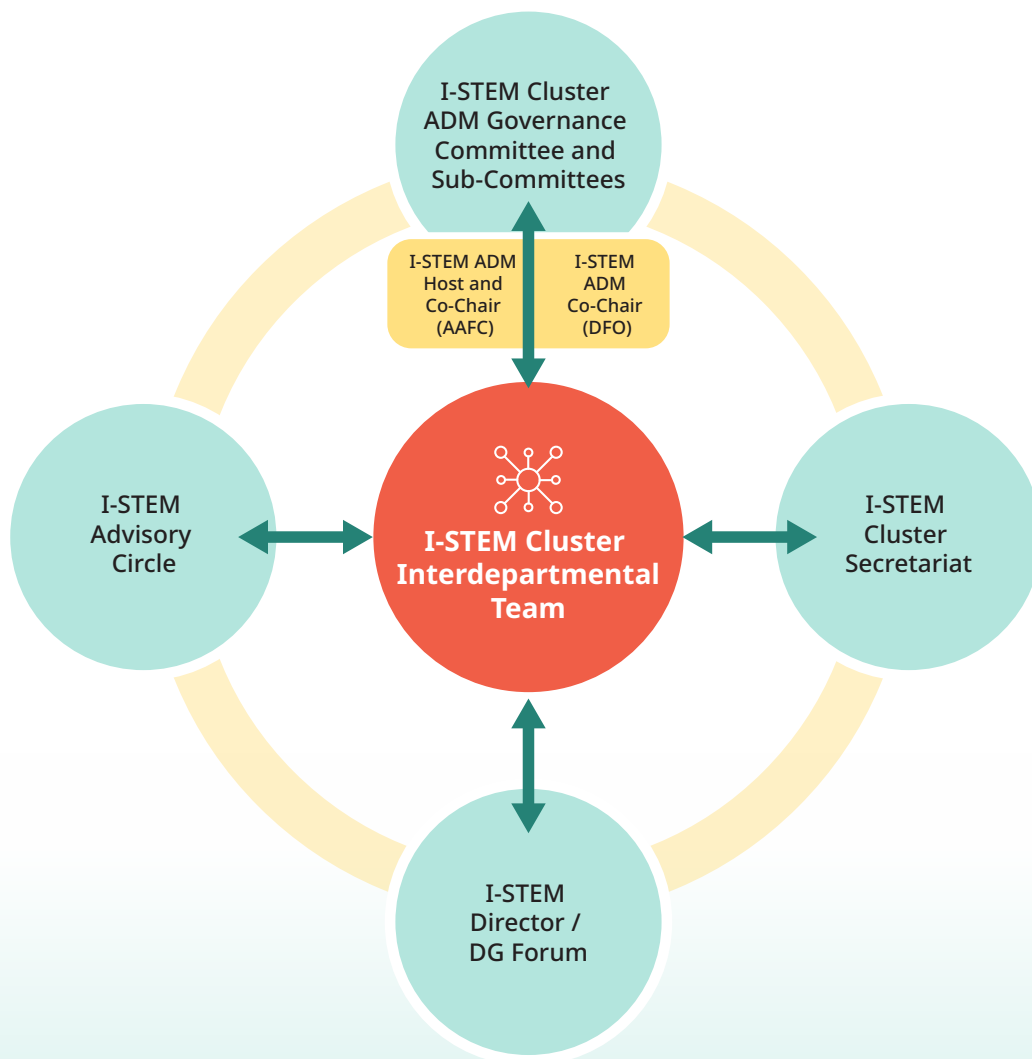 I-STEM Cluster
ADM Governance
Committee and
Sub-Committees
I-STEM ADM
Host and
Co-Chair
(AAFC)
I-STEM
ADM
Co-Chair
(DFO)
I-STEM
Advisory
Circle
I-STEM Cluster
Interdepartmental
Team
I-STEM
Cluster
Secretariat
I-STEM
Director /
DG Forum